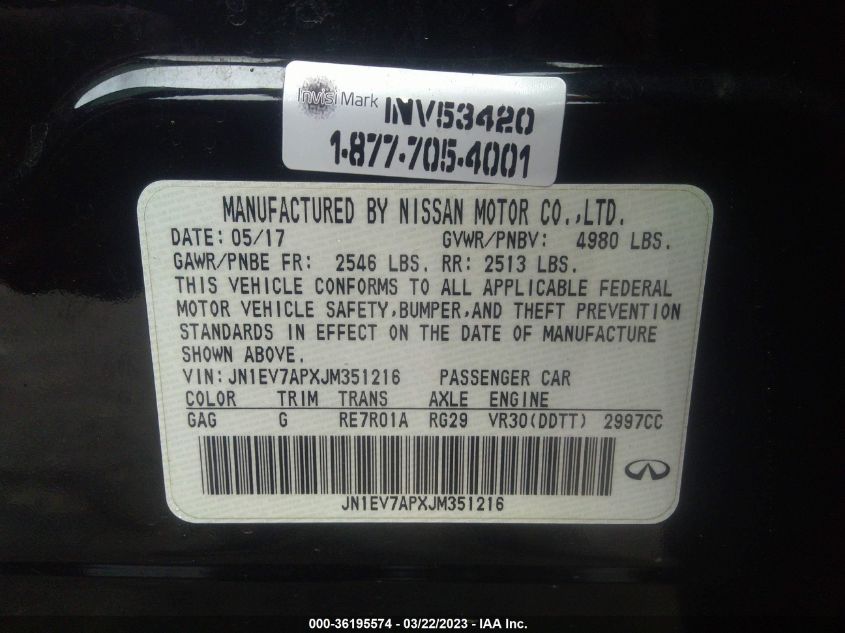 InvisiMark
INV53420
1-877-705-4001
MANUFACTURED BY NISSAN MOTOR CO.,LTD.
DATE: 05/17 GVWR/PNBV: 4980 LBS.
GAWR/PNBE FR: 2546 LBS. RR: 2513 LBS.
THIS VEHICLE CONFORMS TO ALL APPLICABLE FEDERAL
MOTOR VEHICLE SAFETY,BUMPER,AND THEFT PREVENTION
STANDARDS IN EFFECT ON THE DATE OF MANUFACTURE
SHOWN ABOVE.
VIN:JN1EV7APXJM351216 PASSENGER CAR
COLOR TRIM TRANS AXLE ENGINE
GAG G RE7R01A RG29 VR30(DDTT) 2997CC
JN1EV7APXJM351216
000-36195574 - 03/22/2023 - IAA Inc.